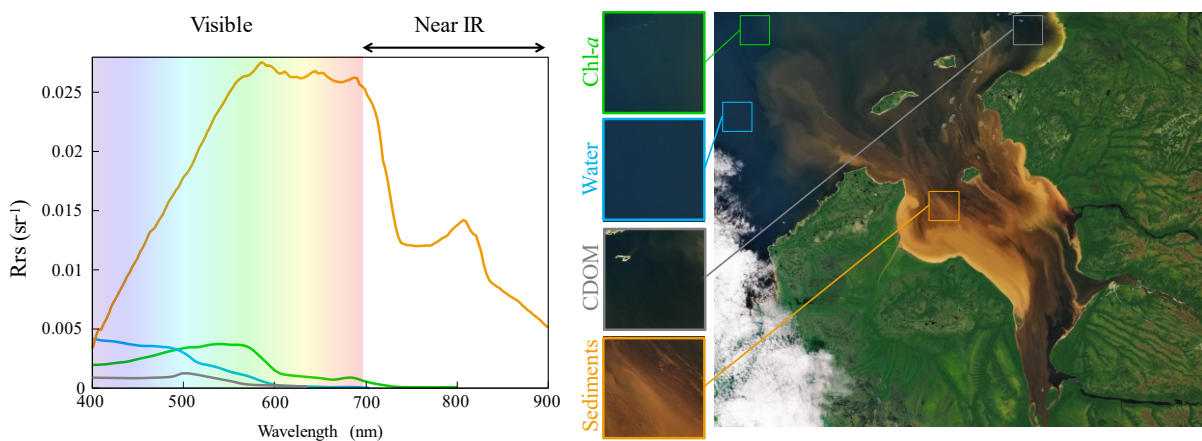 Visible
Near IR
Rrs (sr-1)
0.025
0.02
0.015
0.01
0.005
0
400
500
600
700
800
900
Wavelength (nm)
Chl-a
Water
CDOM
Sediments